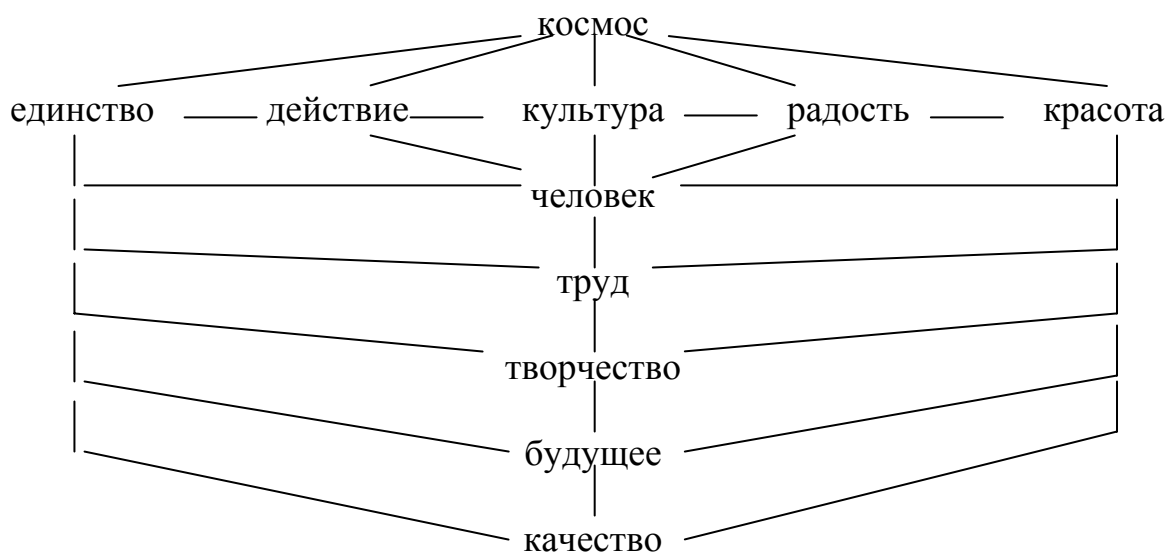 космос
единство действие культура радость красота
человек
труд
творчество
будущее
качество